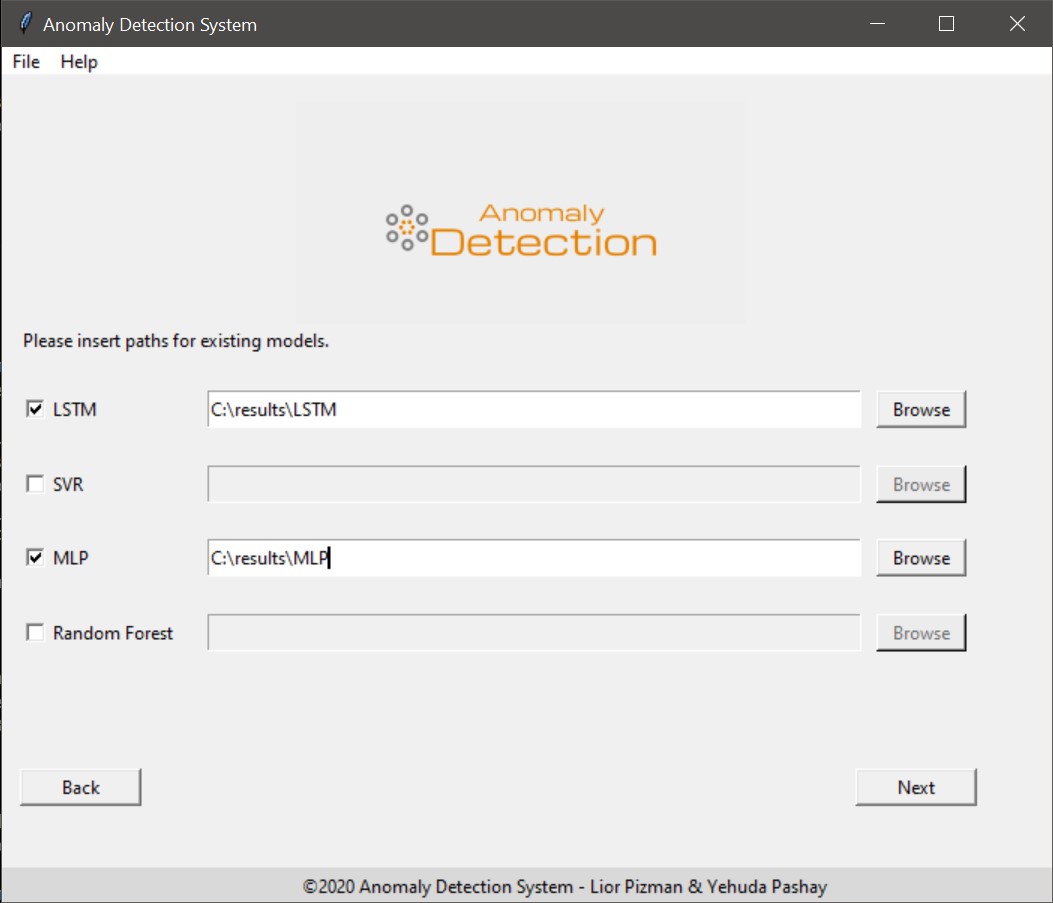 Anomaly Detection System
File Help
Anomaly
Detection
Please insert paths for existing models.
LSTM C:\results\LSTM Browse
SVR Browse
MLP C:\results\MLP Browse
Random Forest Browse
Back Next
©2020 Anomaly Detection System - Lior Pizman & Yehuda Pashay